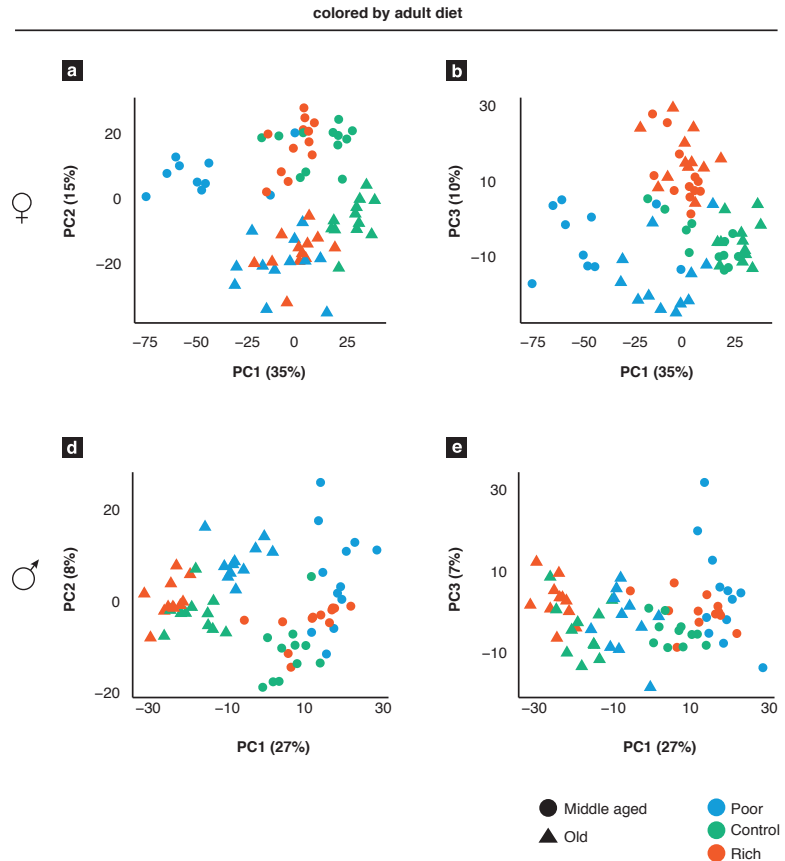 colored by adult diet
a
b
20
0
−20
PC2 (15%)
−75
−50
−25
0
25
PC1 (35%)
30
10
−10
PC3 (10%)
−75
−50
−25
0
25
PC1 (35%)
d
e
20
0
−20
PC2 (8%)
−30
−10
10
30
PC1 (27%)
30
10
−10
PC3 (7%)
−30
−10
10
30
PC1 (27%)
Middle aged
Old
Poor
Control
Rich